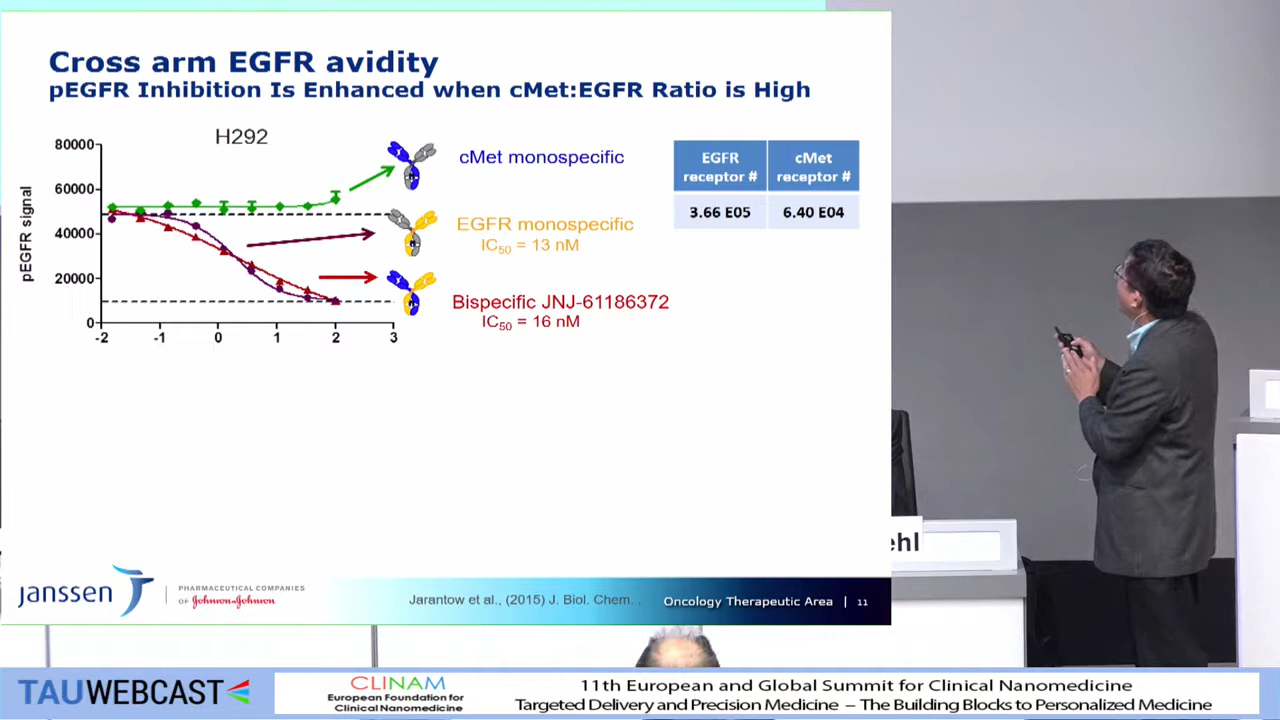 Cross arm EGFR avidity
pEGFR Inhibition Is Enhanced when cMet:EGFR Ratio is High
H292
80000
60000
40000
20000
0
pEGFR signal
-2
-1
0
1
2
3
cMet monospecific
EGFR monospecific
IC50 = 13 nM
Bispecific JNJ-61186372
IC50 = 16 nM
EGFR receptor #
cMet receptor #
3.66 E05
6.40 E04
janssen
PHARMACEUTICAL COMPANIES
OF Johnson & Johnson
Jarantow et al., (2015) J. Biol. Chem. .
Oncology Therapeutic Area | 11
ehl
TAUWEBCAST
CLINAM
European Foundation for
Clinical Nanomedicine
11th European and Global Summit for Clinical Nanomedicine
Targeted Delivery and Precision Medicine – The Building Blocks to Personalized Medicine